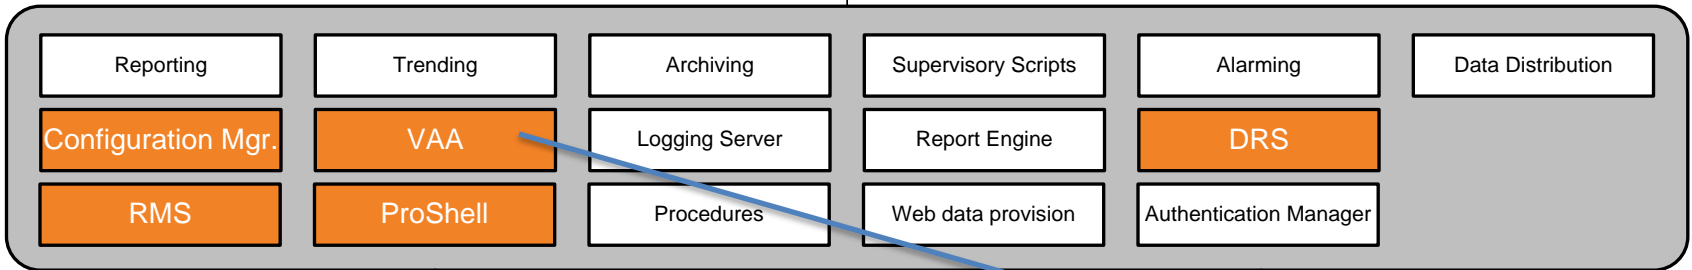 Reporting
Trending
Archiving
Supervisory Scripts
Alarming
Data Distribution
Configuration Mgr.
VAA
Logging Server
Report Engine
DRS
RMS
ProShell
Procedures
Web data provision
Authentication Manager